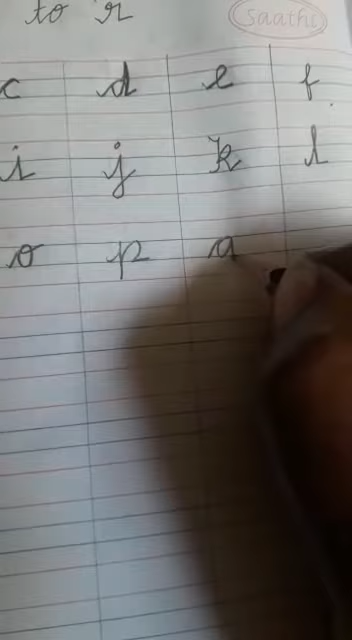 to r
Saathi
c d e f
i j k l
o p q